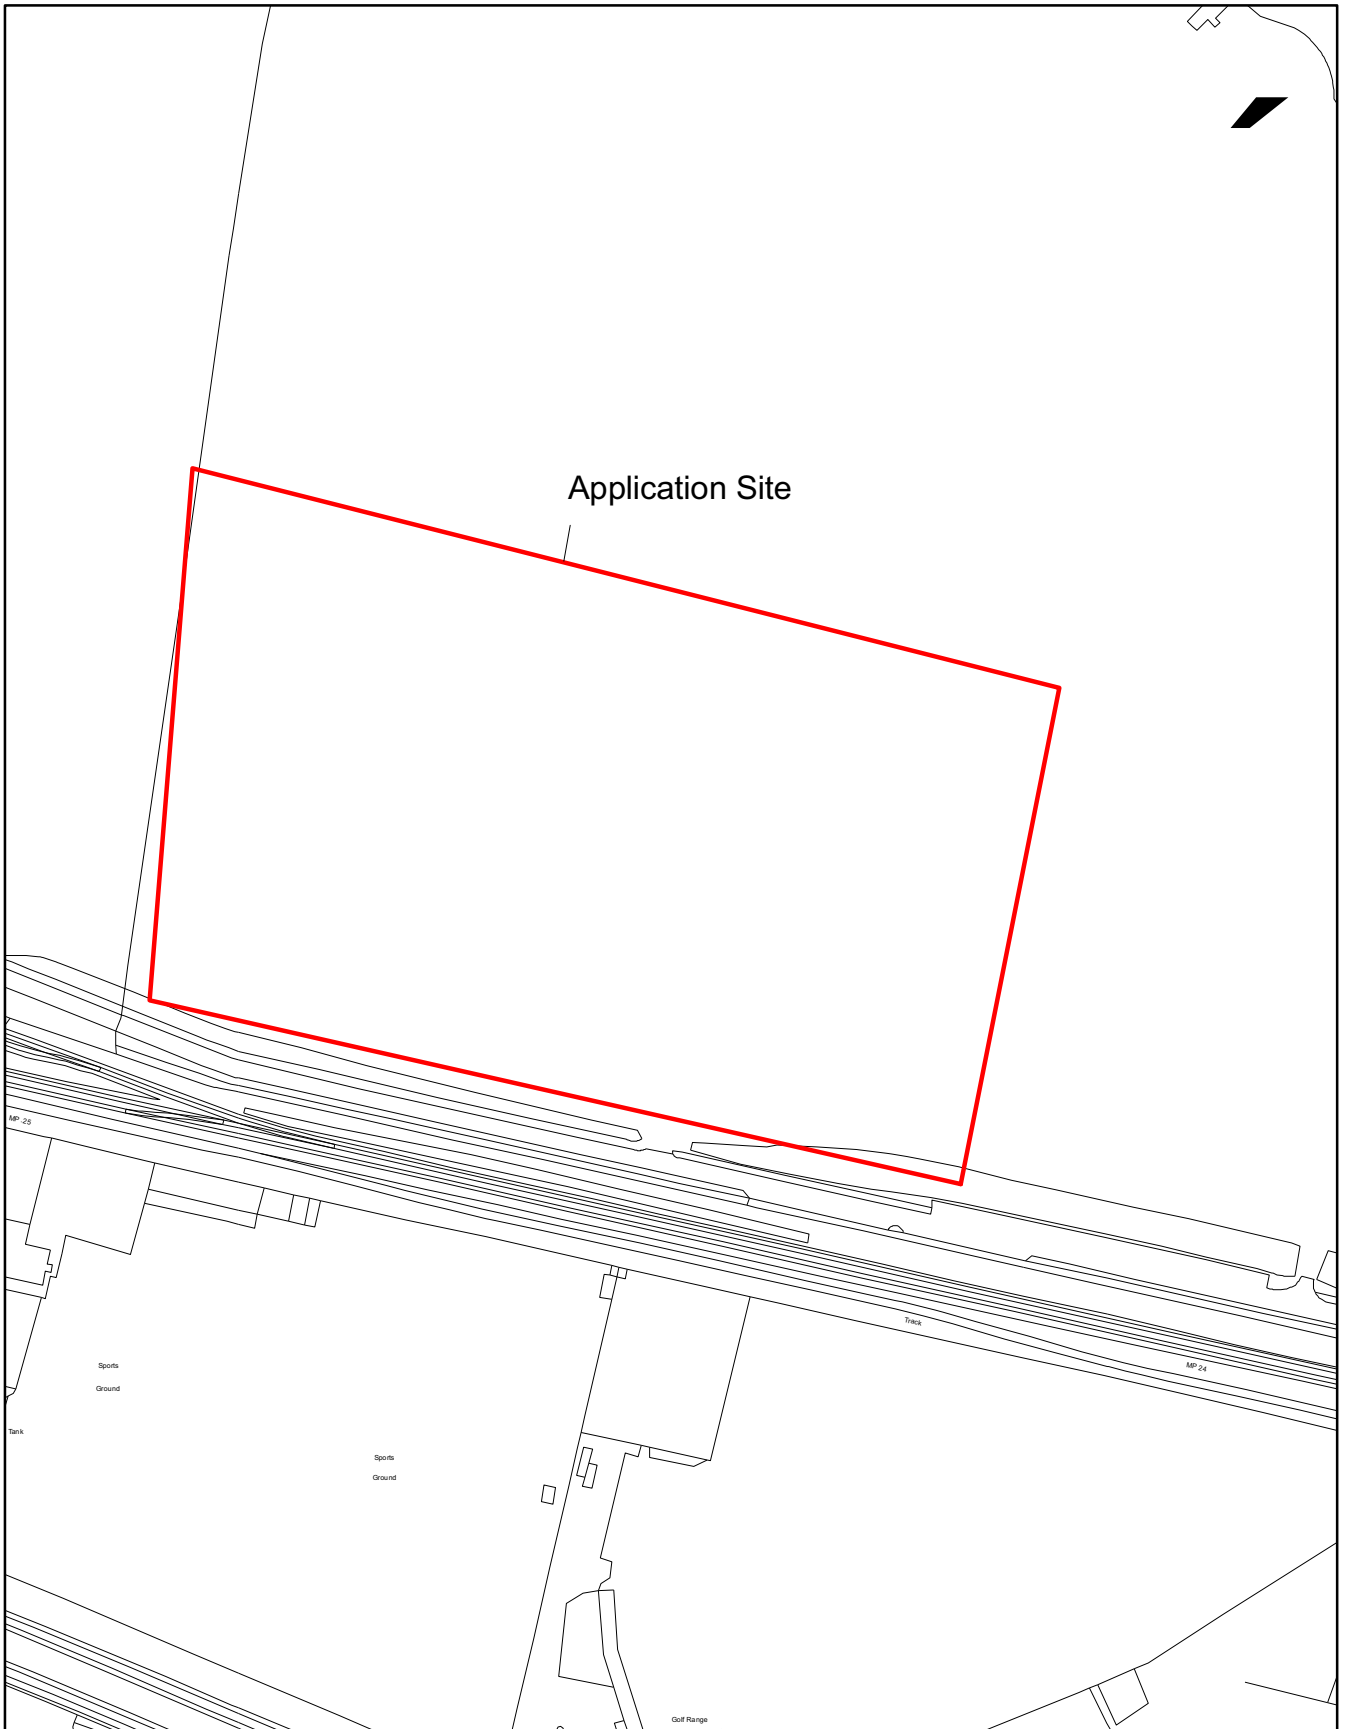 Application Site
MP .25
Track
MP 24
Sports
Ground
Tank
Sports
Ground
Golf Range